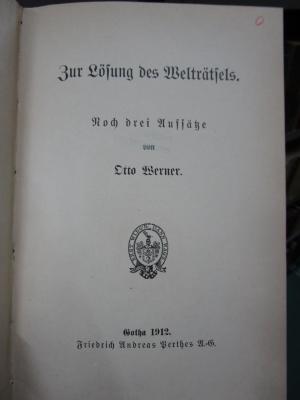 Zur Lösung des Welträtsels.
Noch drei Aufsätze
von
Otto Werner.
Gotha 1912.
Friedrich Andreas Perthes A.-G.